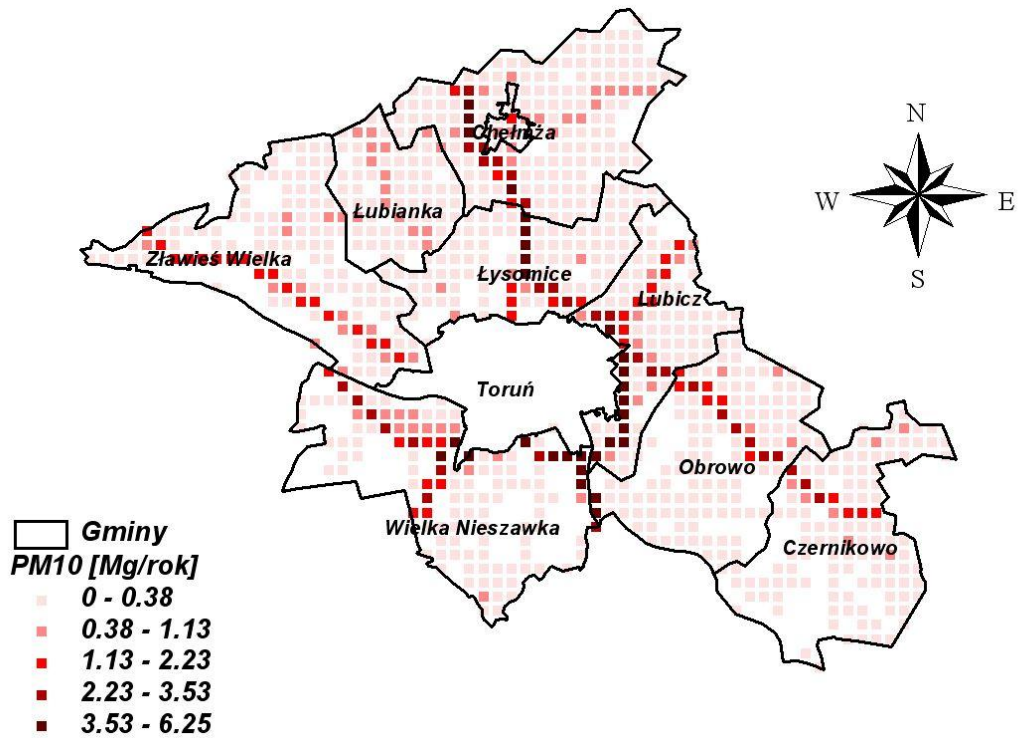 Chełmża
N
W
E
S
Łubianka
Zławieś Wielka
Łysomice
Lubicz
Toruń
Obrowo
Wielka Nieszawka
Czernikowo
Gminy
PM10 [Mg/rok]
0 - 0.38
0.38 - 1.13
1.13 - 2.23
2.23 - 3.53
3.53 - 6.25